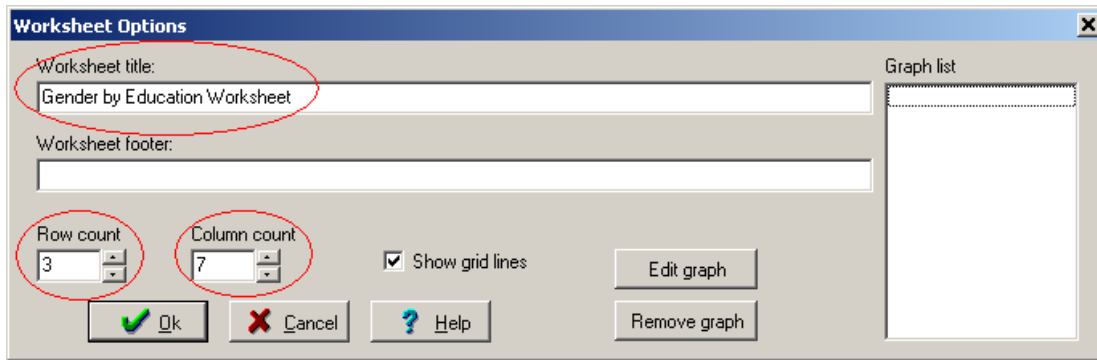 Worksheet Options
Worksheet title:
Graph list
Gender by Education Worksheet
Worksheet footer:
Row count
Column count
3
7
Show grid lines
Edit graph
Ok
Cancel
Help
Remove graph